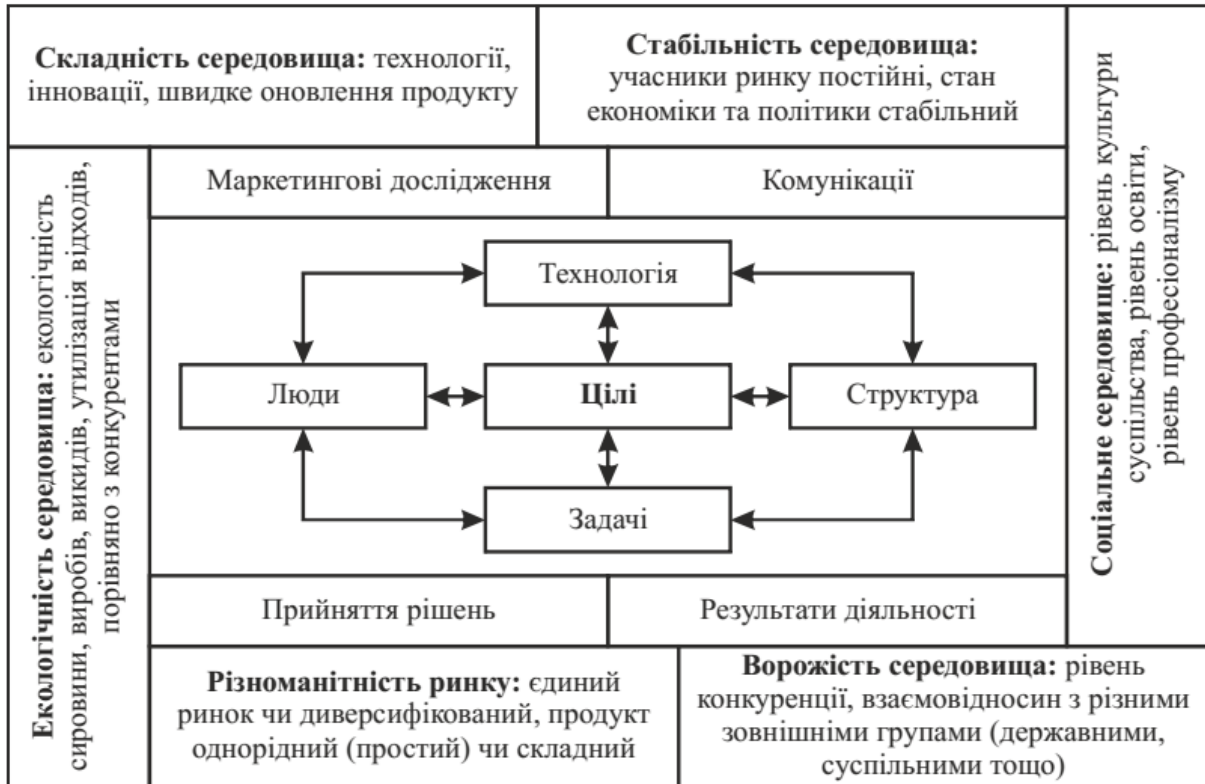 Складність середовища: технології,
інновації, швидке оновлення продукту
Стабільність середовища:
учасники ринку постійні, стан
економіки та політики стабільний
Соціальне середовище: рівень культури
суспільства, рівень освіти,
рівень професіоналізму
Екологічність середовища: екологічність
сировини, виробів, викидів, утилізація відходів,
порівняно з конкурентами
Маркетингові дослідження
Комунікації
Технологія
Люди
Цілі
Структура
Задачі
Прийняття рішень
Результати діяльності
Різноманітність ринку: єдиний
ринок чи диверсифікований, продукт
однорідний (простий) чи складний
Ворожість середовища: рівень
конкуренції, взаємовідносин з різними
зовнішніми групами (державними,
суспільними тощо)